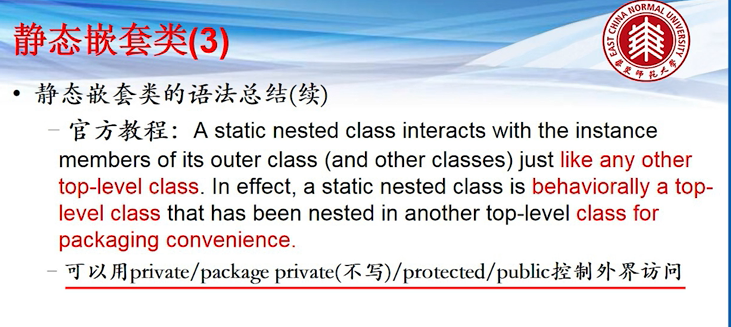 静态嵌套类(3)
EAST CHINA NORMAL UNIVERSITY
华东师范大学
• 静态嵌套类的语法总结(续)
– 官方教程：A static nested class interacts with the instance
members of its outer class (and other classes) just like any other
top-level class. In effect, a static nested class is behaviorally a top-
level class that has been nested in another top-level class for
packaging convenience.
– 可以用private/package private(不写)/protected/public控制外界访问